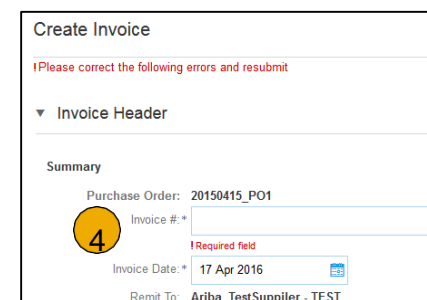 Create Invoice
!Please correct the following errors and resubmit
▼ Invoice Header
Summary
Purchase Order: 20150415_PO1
Invoice #:*
4
! Required field
Invoice Date:* 17 Apr 2016
Remit To: Ariba_TestSuppiler - TEST